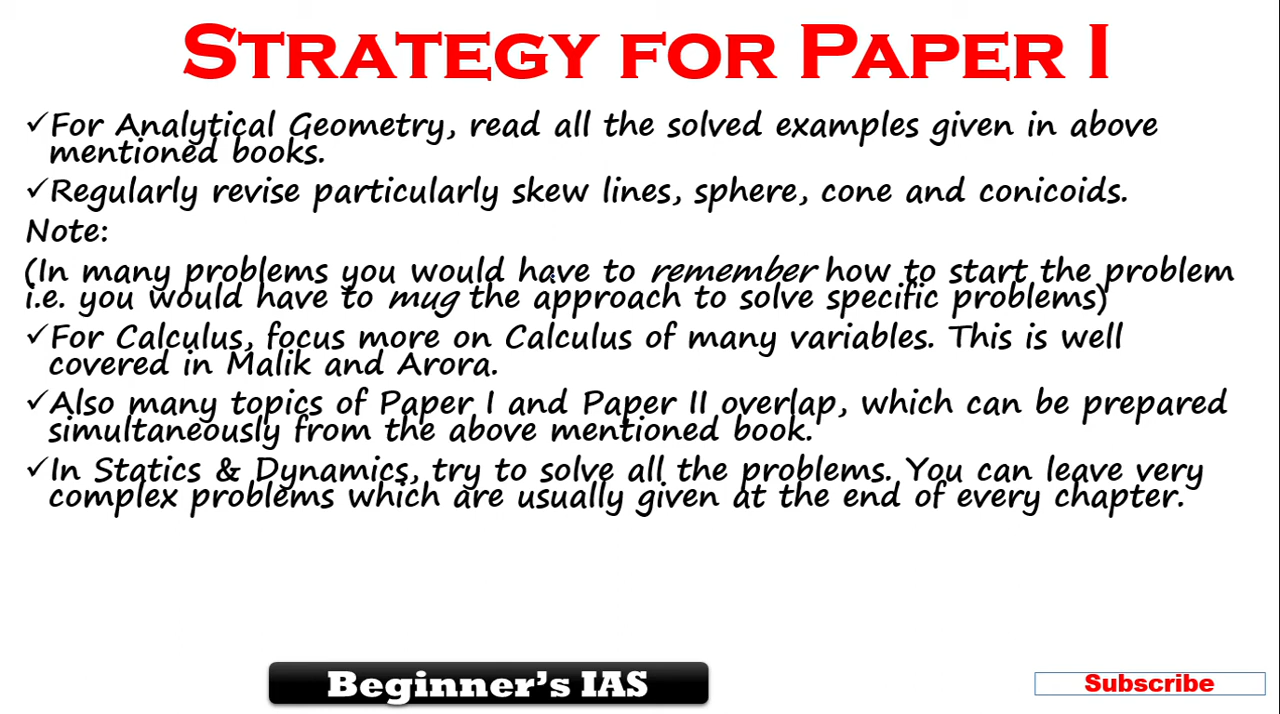 STRATEGY FOR PAPER I
✓For Analytical Geometry, read all the solved examples given in above
mentioned books.
✓Regularly revise particularly skew lines, sphere, cone and conicoids.
Note:
(In many problems you would have to remember how to start the problem
i.e. you would have to mug the approach to solve specific problems)
✓For Calculus, focus more on Calculus of many variables. This is well
covered in Malik and Arora.
✓Also many topics of Paper I and Paper II overlap, which can be prepared
simultaneously from the above mentioned book.
✓In Statics & Dynamics, try to solve all the problems. You can leave very
complex problems which are usually given at the end of every chapter.
Beginner's IAS
Subscribe